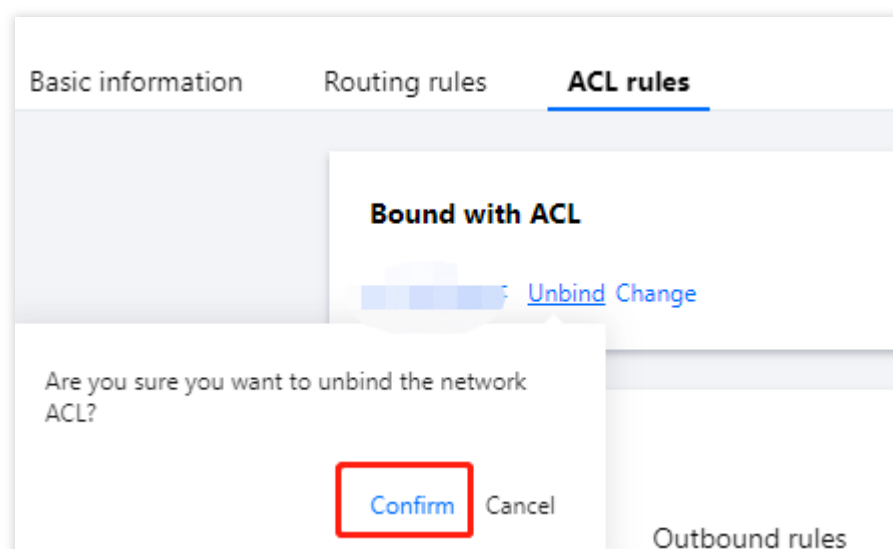 Basic information Routing rules ACL rules
Bound with ACL
Unbind Change
Are you sure you want to unbind the network
ACL?
Confirm Cancel
Outbound rules